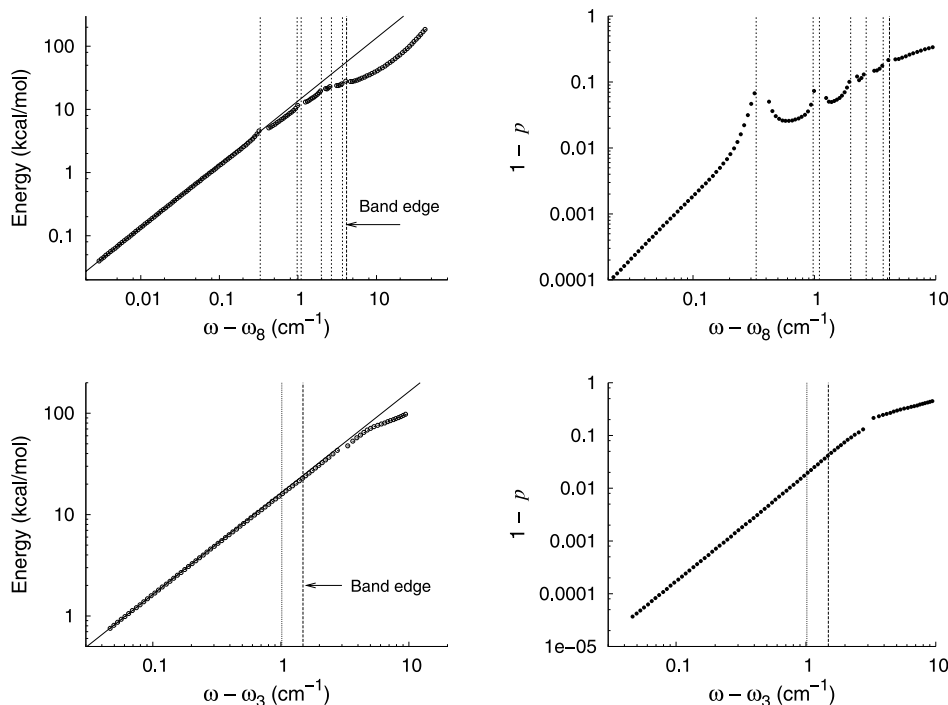 Energy (kcal/mol)
100
10
1
0.1
0.01
0.1
1
10
Band edge
ω − ω₈ (cm⁻¹)
1 − p
1
0.1
0.01
0.001
0.0001
0.1
1
10
ω − ω₈ (cm⁻¹)
Energy (kcal/mol)
100
10
1
0.1
1
10
Band edge
ω − ω₃ (cm⁻¹)
1 − p
1
0.1
0.01
0.0001
0.0001
1e-05
0.1
1
10
ω − ω₃ (cm⁻¹)